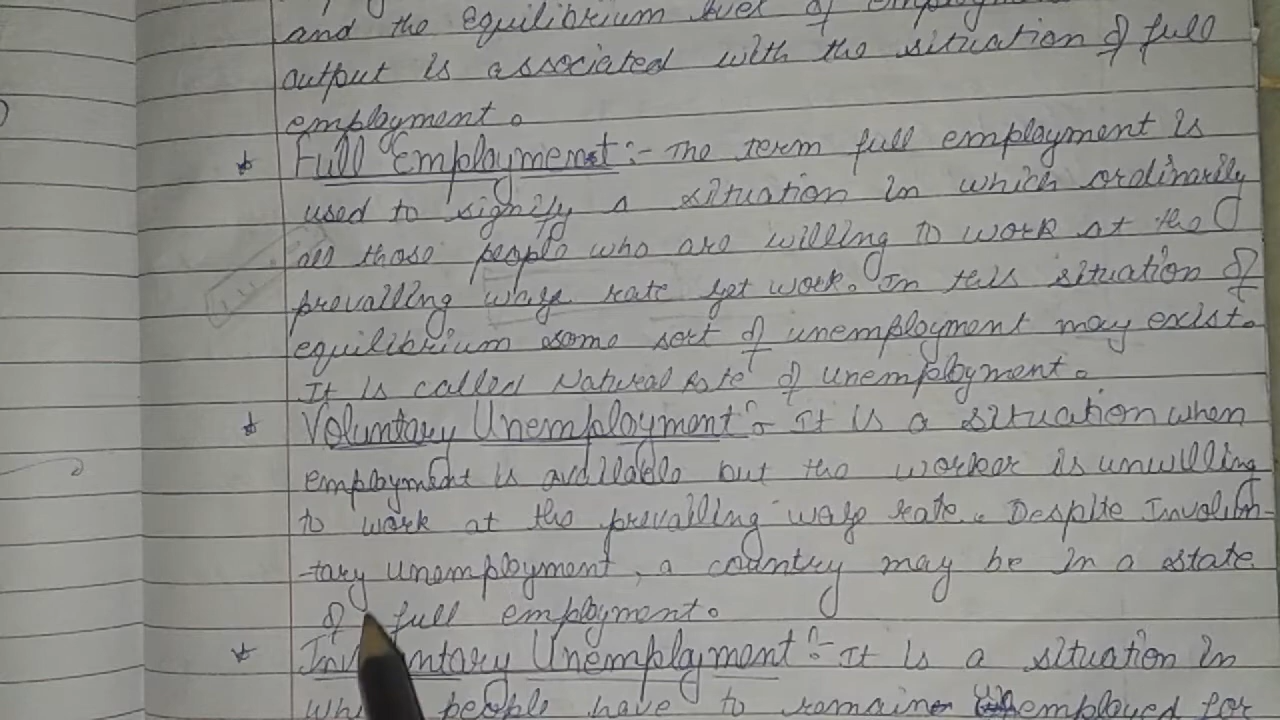 and the equilibrium level of employment
output is associated with the situation of full
employment.
Full Employment :- The term full employment is
used to signify a situation in which ordinarily
all those people who are willing to work at the
prevailing wage rate get work. In this situation of
equilibrium some sort of unemployment may exist.
It is called Natural Rate of unemployment.
Voluntary Unemployment :- It is a situation when
employment is available but the worker is unwilling
to work at the prevailing wage rate. Despite Involun-
-tary Unemployment, a country may be in a state
of full employment.
Involuntary Unemployment :- It is a situation in
people have to remain unemployed for